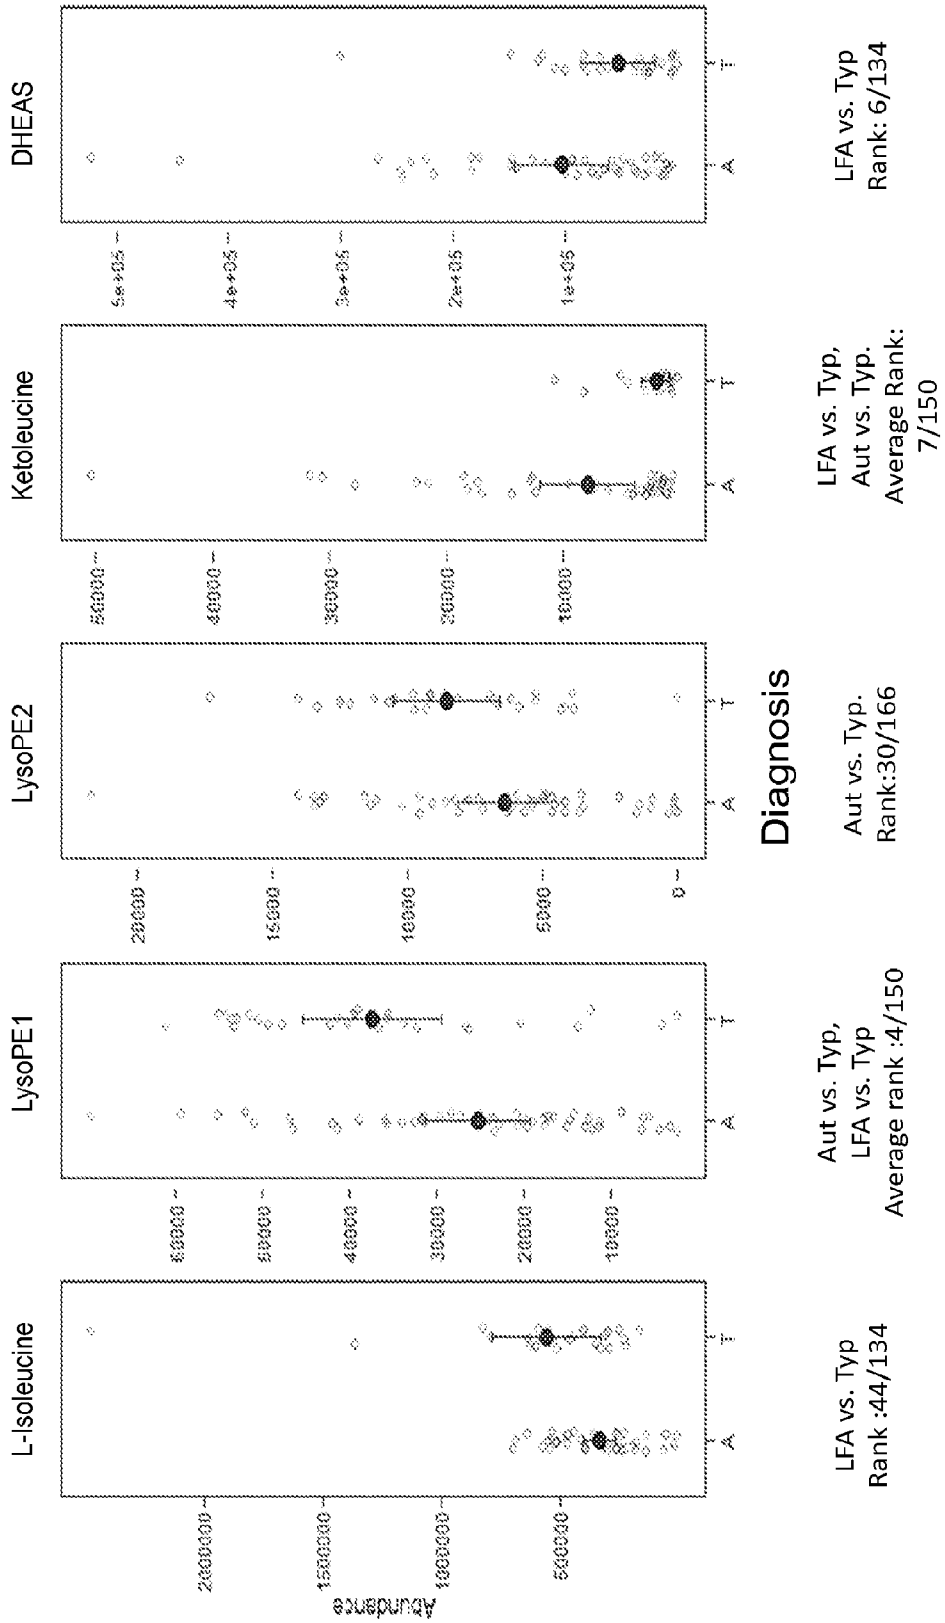 L-Isoleucine
Abundance
2000000
1500000
1000000
500000
A T
LFA vs. Typ
Rank :44/134
LysoPE1
60000
50000
40000
30000
20000
10000
A T
Aut vs. Typ,
LFA vs. Typ
Average rank :4/150
LysoPE2
20000
15000
10000
5000
0
A T
Diagnosis
Aut vs. Typ.
Rank:30/166
Ketoleucine
50000
40000
30000
20000
10000
A T
LFA vs. Typ,
Aut vs. Typ.
Average Rank:
7/150
DHEAS
5e+05
4e+05
3e+05
2e+05
1e+05
A T
LFA vs. Typ
Rank: 6/134